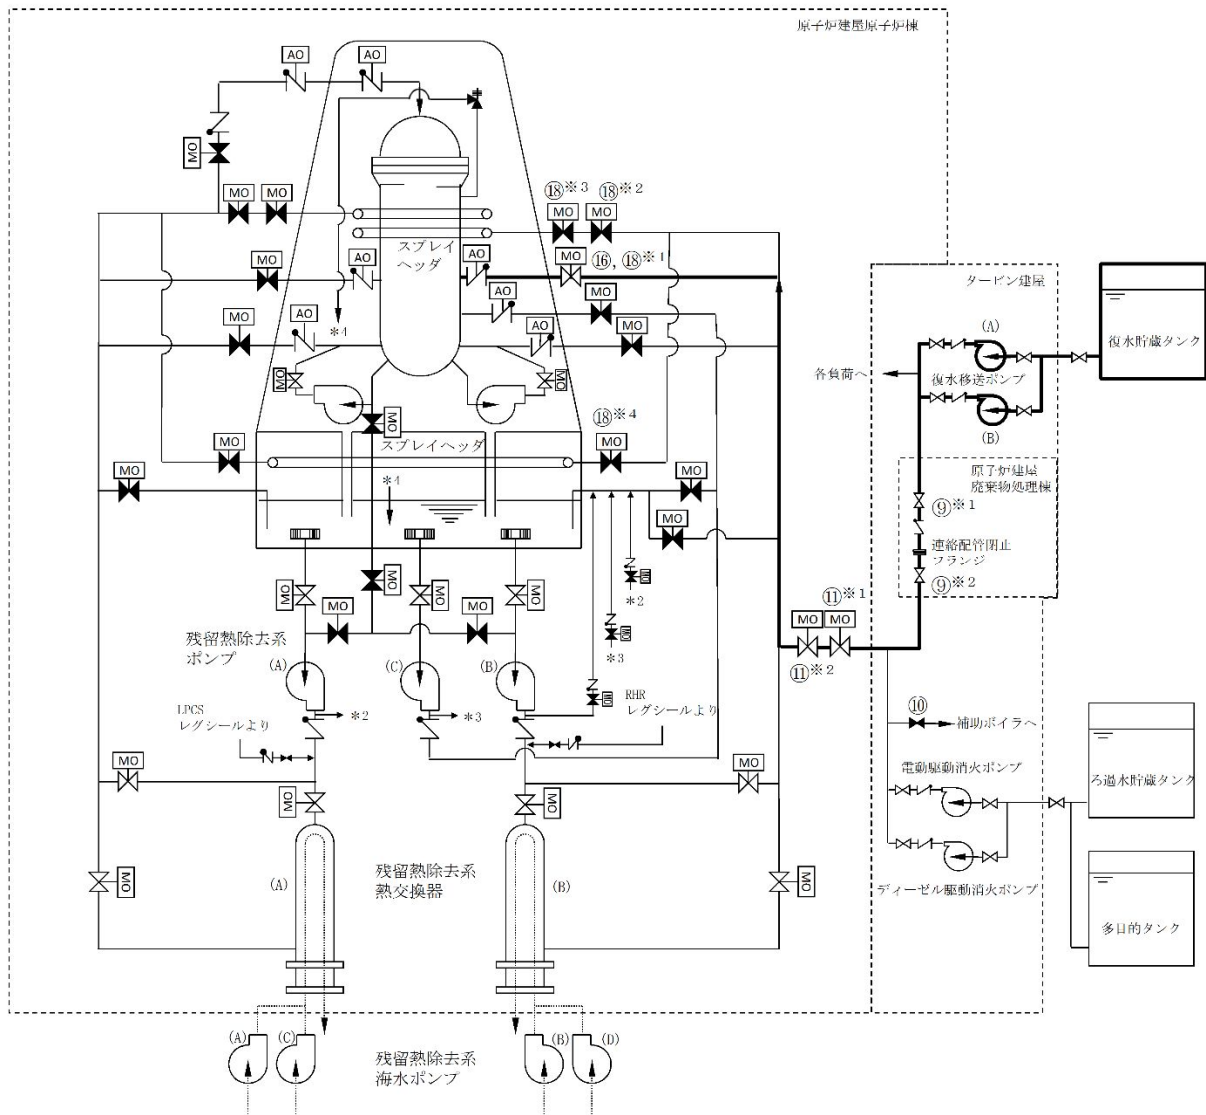 原子炉建屋原子炉棟
AO
AO
MO
MO
MO
⑱※3
⑱※2
MO
MO
スプレイ
ヘッダ
AO
MO
⑯, ⑱※1
MO
AO
タービン建屋
AO
MO
MO
AO
AO
MO
*4
(A)
復水貯蔵タンク
各負荷へ
復水移送ポンプ
(B)
MO
MO
MO
⑱※4
スプレイヘッダ
MO
MO
原子炉建屋
廃棄物処理棟
MO
*4
MO
⑨※1
MO
連絡配管閉止
フランジ
⑨※2
MO
MO
MO
MO
MO
*2
MO
MO
MO
*3
⑪※1
MO
MO
⑪※2
残留熱除去系
ポンプ
(A)
(C)
(B)
MO
RHR
レグシールより
LPCS
レグシールより
*2
*3
⑩
補助ボイラへ
MO
MO
電動駆動消火ポンプ
ろ過水貯蔵タンク
MO
MO
ディーゼル駆動消火ポンプ
残留熱除去系
熱交換器
(A)
(B)
MO
MO
多目的タンク
(A)
(C)
(B)
(D)
残留熱除去系
海水ポンプ